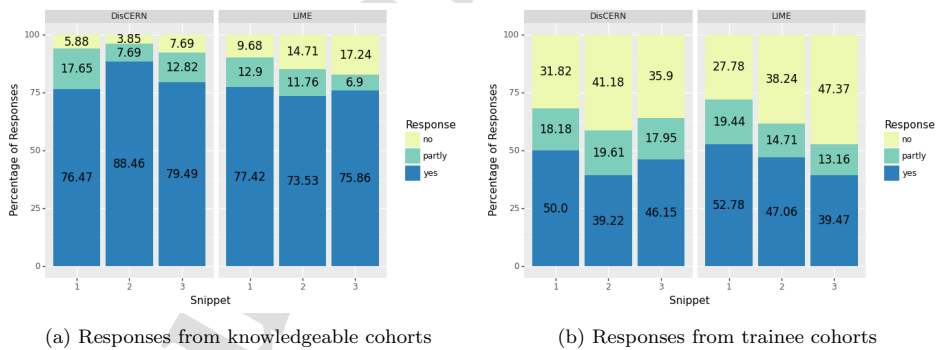 DisCERN LIME
100 75 50 25 0
5.88 3.85 7.69 9.68 14.71 17.24
17.65 7.69 12.82 12.9 11.76 6.9
76.47 88.46 79.49 77.42 73.53 75.86
1 2 3 1 2 3
Snippet
Percentage of Responses
Response
no
partly
yes
(a) Responses from knowledgeable cohorts
DisCERN LIME
100 75 50 25 0
31.82 41.18 35.9 27.78 38.24 47.37
18.18 19.61 17.95 19.44 14.71 13.16
50.0 39.22 46.15 52.78 47.06 39.47
1 2 3 1 2 3
Snippet
Percentage of Responses
Response
no
partly
yes
(b) Responses from trainee cohorts